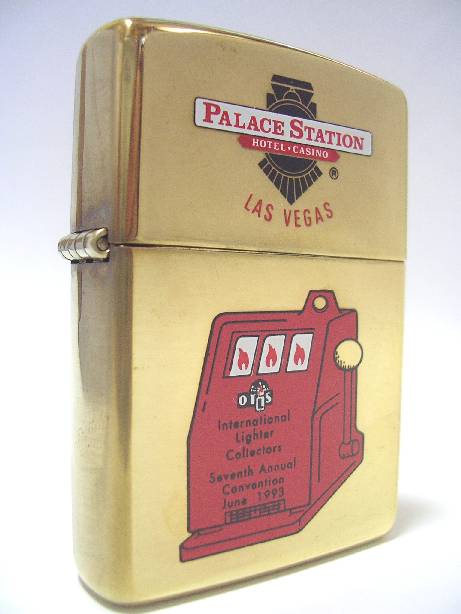 PALACE STATION
HOTEL • CASINO
®
LAS VEGAS
International
Lighter
Collectors
Seventh Annual
Convention
June 1993